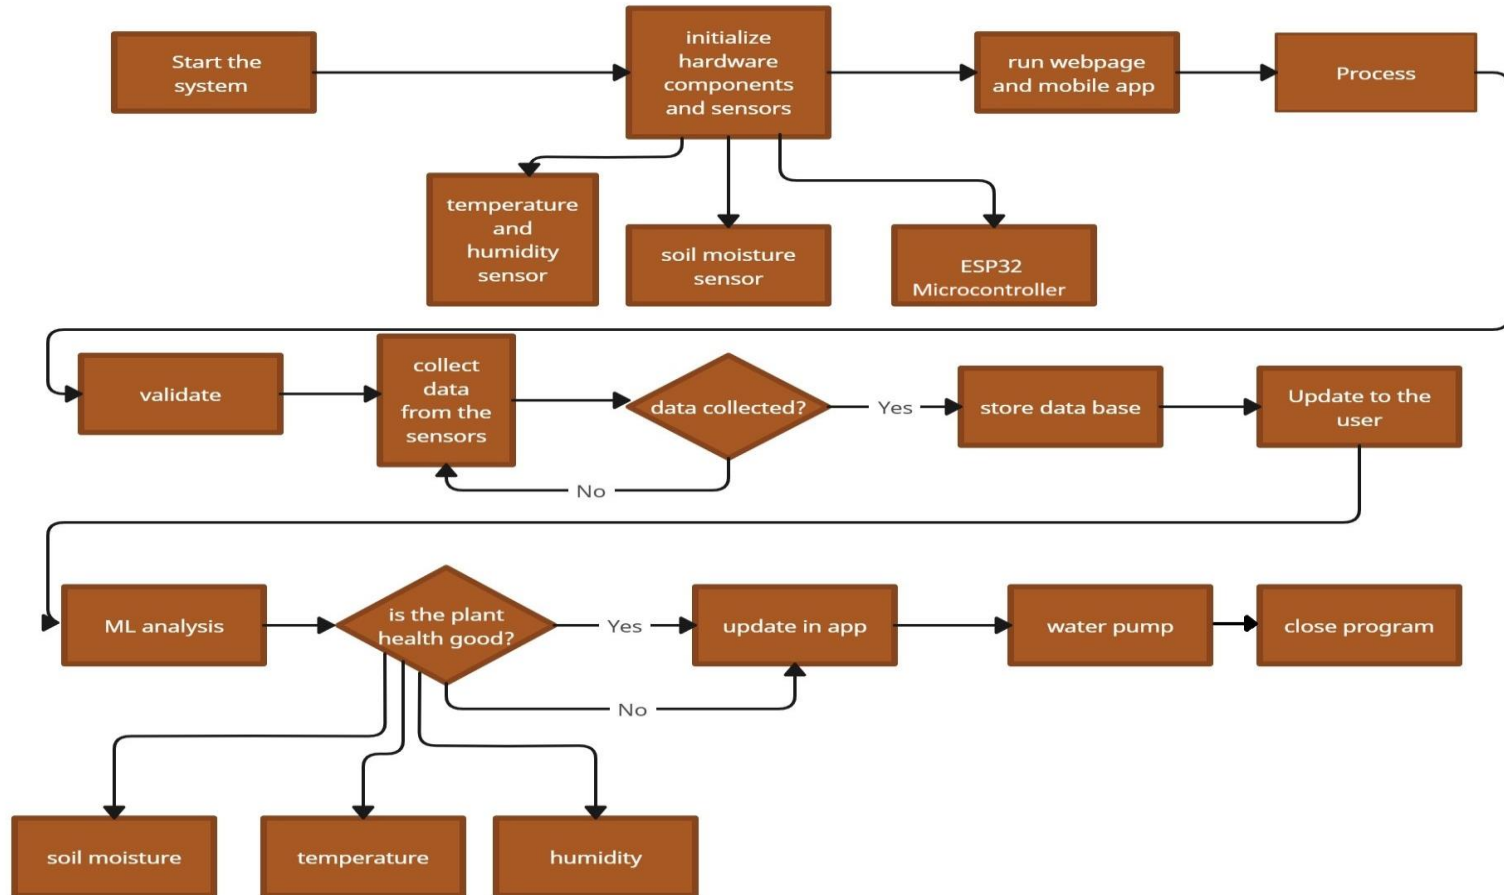 Start the
system
initialize
hardware
components
and sensors
run webpage
and mobile app
Process
temperature
and
humidity
sensor
soil moisture
sensor
ESP32
Microcontroller
validate
collect
data
from the
sensors
data collected?
Yes
store data base
Update to the
user
No
ML analysis
is the plant
health good?
Yes
update in app
water pump
close program
No
soil moisture
temperature
humidity